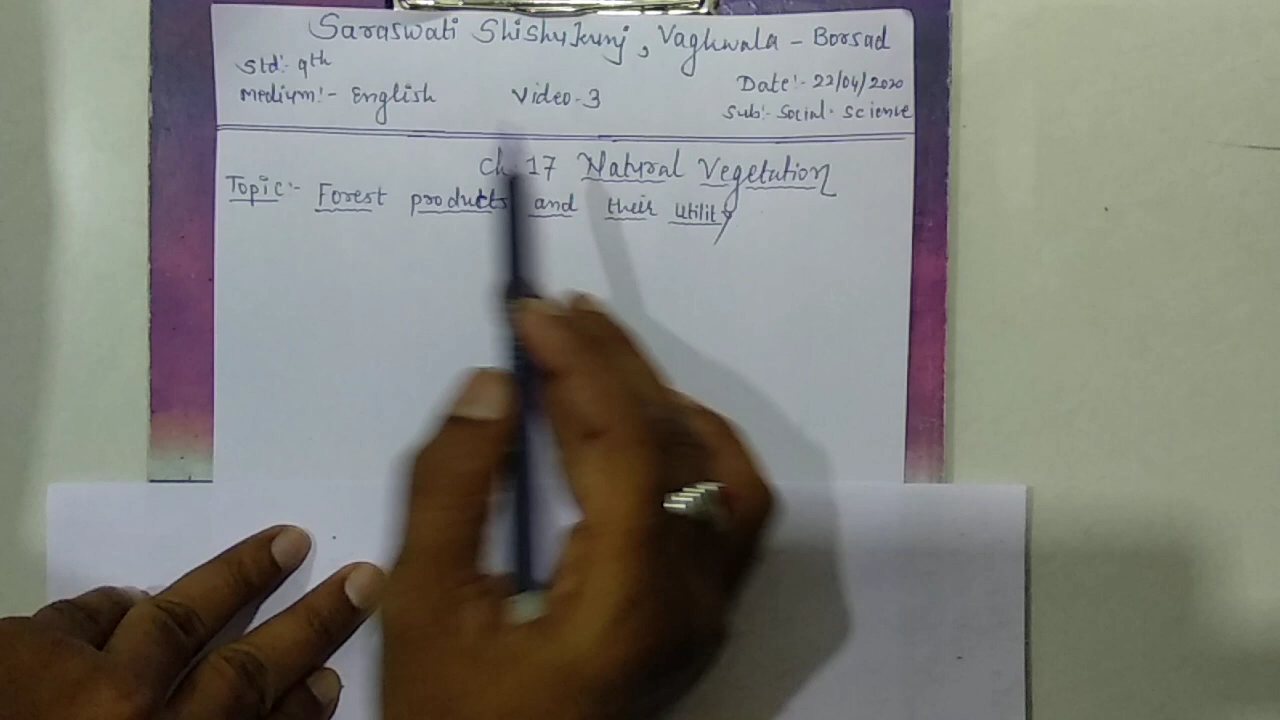 Saraswati Shishukunj, Vaghwala - Borsad
Std:- 9th
Date:- 22/04/2020
Medium:- English Video-3
Sub:- Social. Science
Ch 17 Natural Vegetation
Topic:- Forest products and their utility